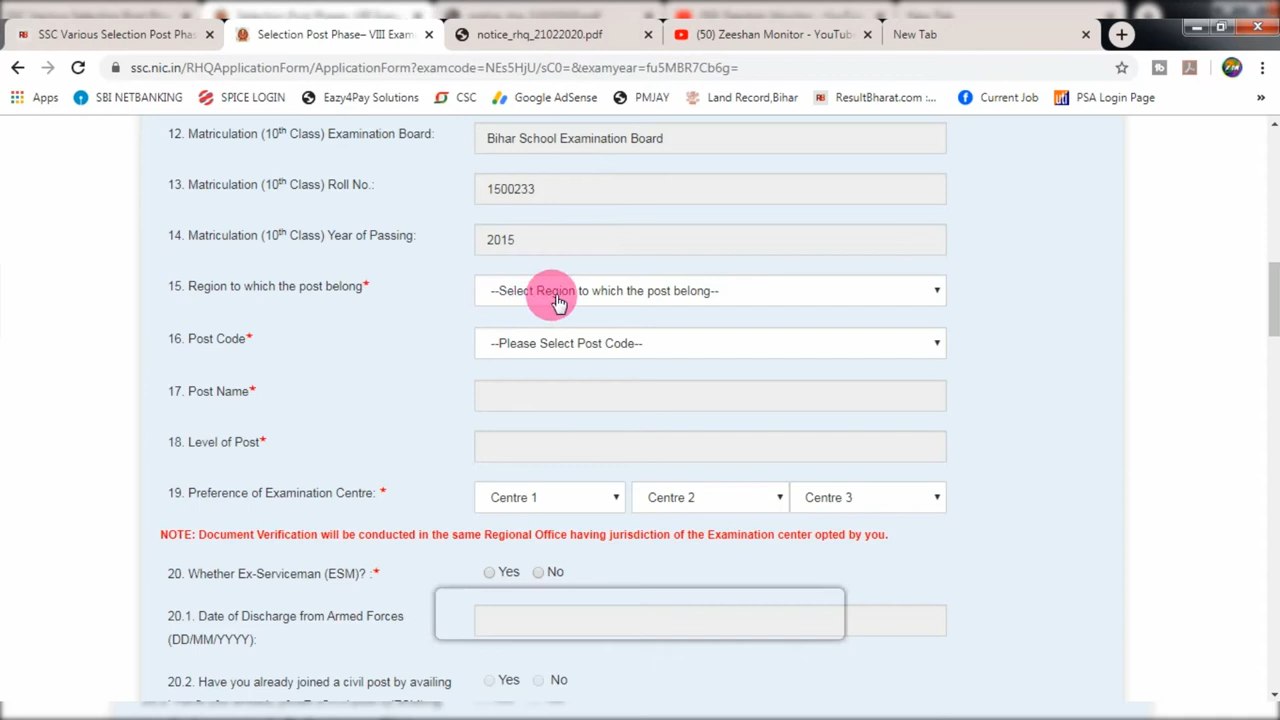 SSC Various Selection Post Pha
Selection Post Phase– VIII Exam
notice_rhq_21022020.pdf
(50) Zeeshan Monitor - YouTub
New Tab
ssc.nic.in/RHQApplicationForm/ApplicationForm?examcode=NEs5HjU/sC0=&examyear=fu5MBR7Cb6g=
Apps
SBI NETBANKING
SPICE LOGIN
Eazy4Pay Solutions
CSC
Google AdSense
PMJAY
Land Record,Bihar
ResultBharat.com :...
Current Job
PSA Login Page
»
12. Matriculation (10th Class) Examination Board:
Bihar School Examination Board
13. Matriculation (10th Class) Roll No.:
1500233
14. Matriculation (10th Class) Year of Passing:
2015
15. Region to which the post belong*
--Select Region to which the post belong--
16. Post Code*
--Please Select Post Code--
17. Post Name*
18. Level of Post*
19. Preference of Examination Centre: *
Centre 1
Centre 2
Centre 3
NOTE: Document Verification will be conducted in the same Regional Office having jurisdiction of the Examination center opted by you.
20. Whether Ex-Serviceman (ESM)? :*
Yes
No
20.1. Date of Discharge from Armed Forces
(DD/MM/YYYY):
20.2. Have you already joined a civil post by availing
Yes
No